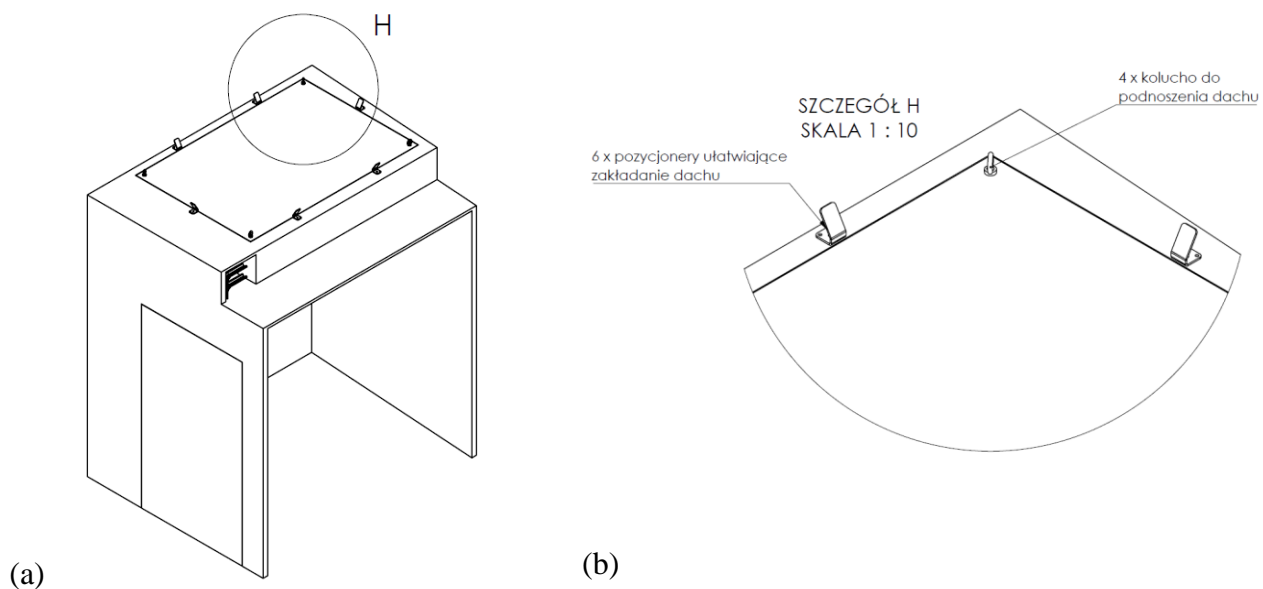 H
SZCZEGÓŁ H
SKALA 1 : 10
4 x kolucho do
podnoszenia dachu
6 x pozycjonery ułatwiające
zakładanie dachu
(a)
(b)